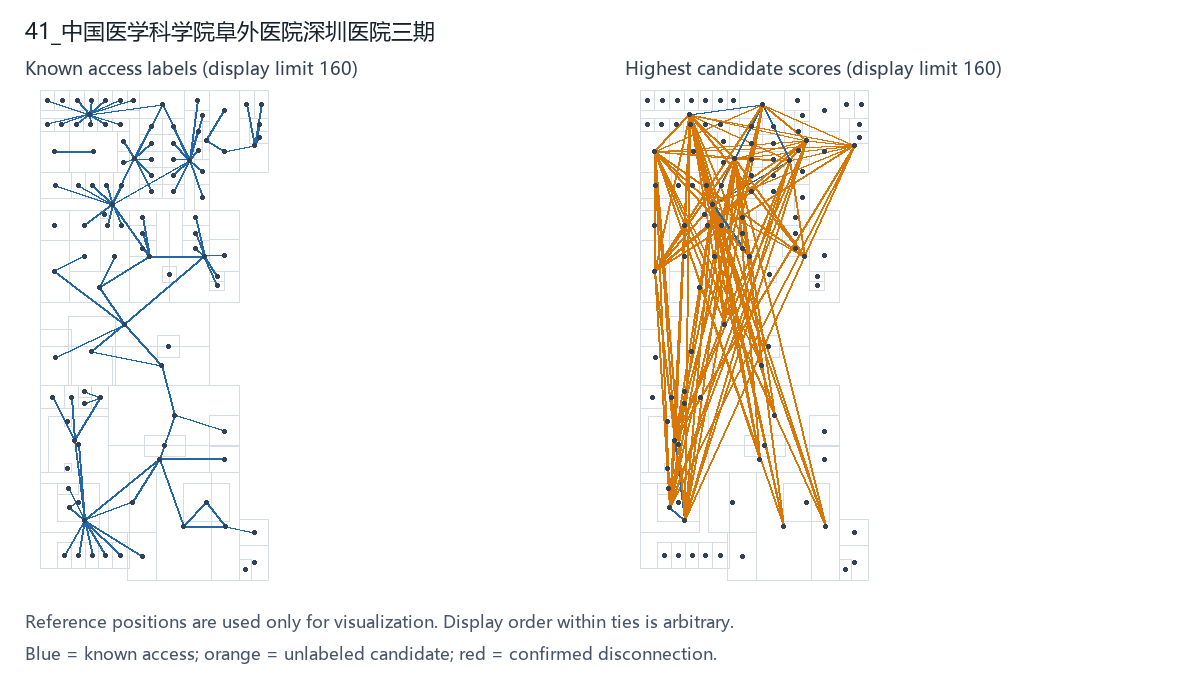 41_中国医学科学院阜外医院深圳医院三期
Known access labels (display limit 160)
Highest candidate scores (display limit 160)
Reference positions are used only for visualization. Display order within ties is arbitrary.
Blue = known access; orange = unlabeled candidate; red = confirmed disconnection.